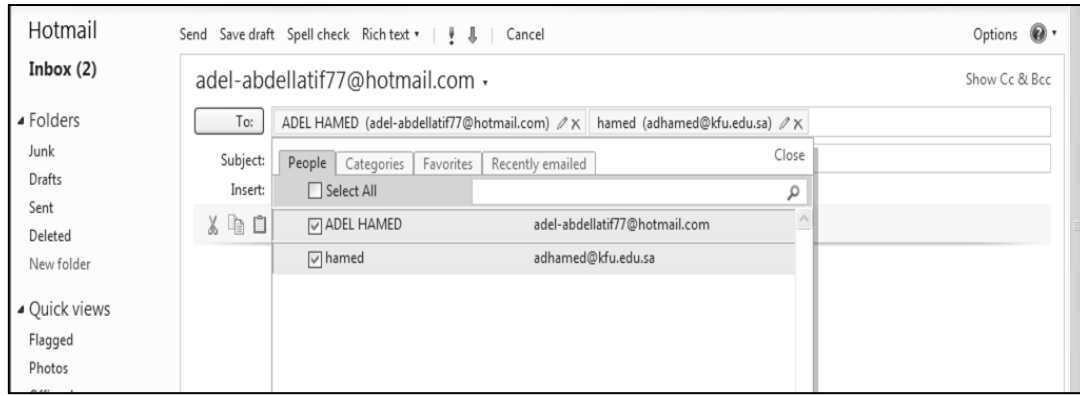 Hotmail
Inbox (2)
Folders
Junk
Drafts
Sent
Deleted
New folder
Quick views
Flagged
Photos
Send Save draft Spell check Rich text Cancel
Options
adel-abdellatif77@hotmail.com
Show Cc & Bcc
To: ADEL HAMED (adel-abdellatif77@hotmail.com) hamed (adhamed@kfu.edu.sa)
Subject:
Insert:
People Categories Favorites Recently emailed Close
Select All
ADEL HAMED adel-abdellatif77@hotmail.com
hamed adhamed@kfu.edu.sa